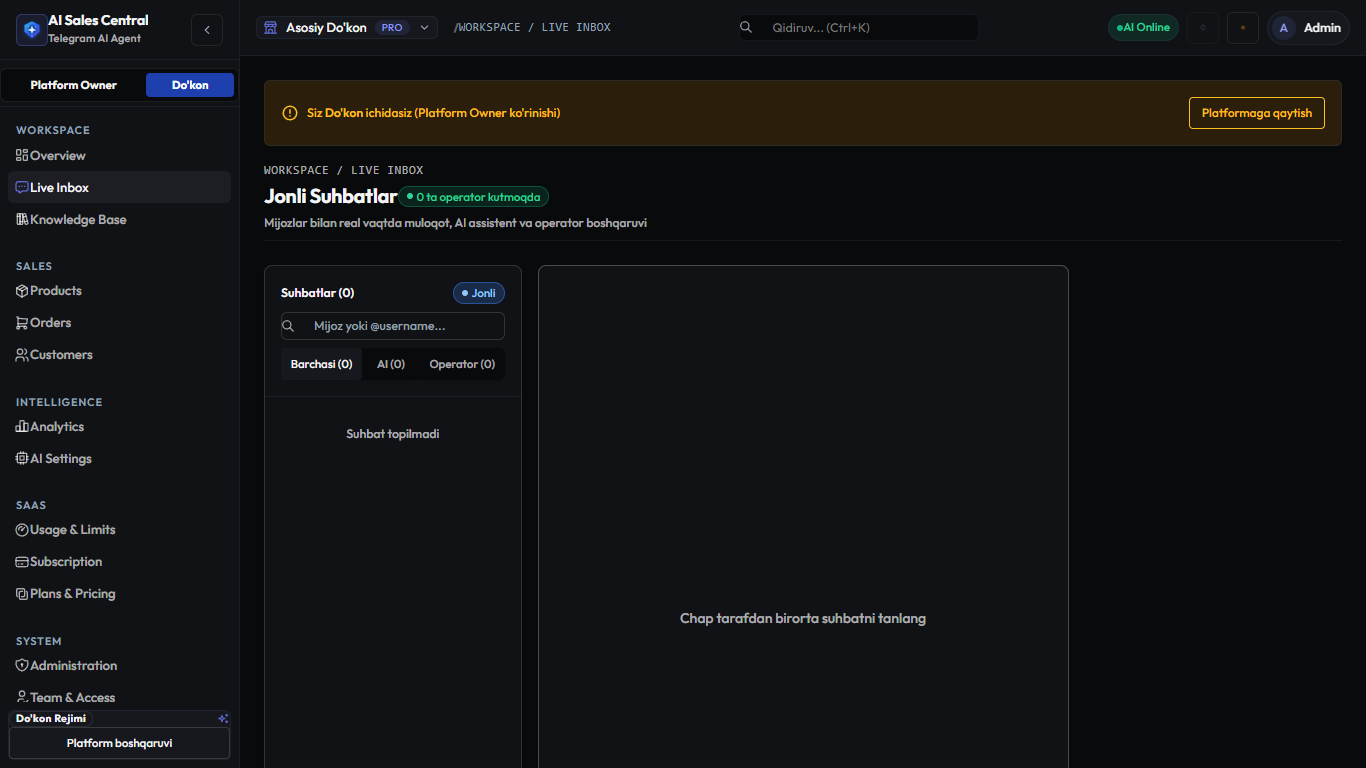 AI Sales Central
Telegram AI Agent
Platform Owner
Do'kon
WORKSPACE
Overview
Live Inbox
Knowledge Base
SALES
Products
Orders
Customers
INTELLIGENCE
Analytics
AI Settings
SAAS
Usage & Limits
Subscription
Plans & Pricing
SYSTEM
Administration
Team & Access
Do'kon Rejimi
Platform boshqaruvi
Asosiy Do'kon PRO
/WORKSPACE / LIVE INBOX
Qidiruv... (Ctrl+K)
AI Online
A Admin
Siz Do'kon ichidasiz (Platform Owner ko'rinishi)
Platformaga qaytish
WORKSPACE / LIVE INBOX
Jonli Suhbatlar
0 ta operator kutmoqda
Mijozlar bilan real vaqtda muloqot, AI assistent va operator boshqaruvi
Suhbatlar (0)
Jonli
Mijoz yoki @username...
Barchasi (0) AI (0) Operator (0)
Suhbat topilmadi
Chap tarafdan birorta suhbatni tanlang